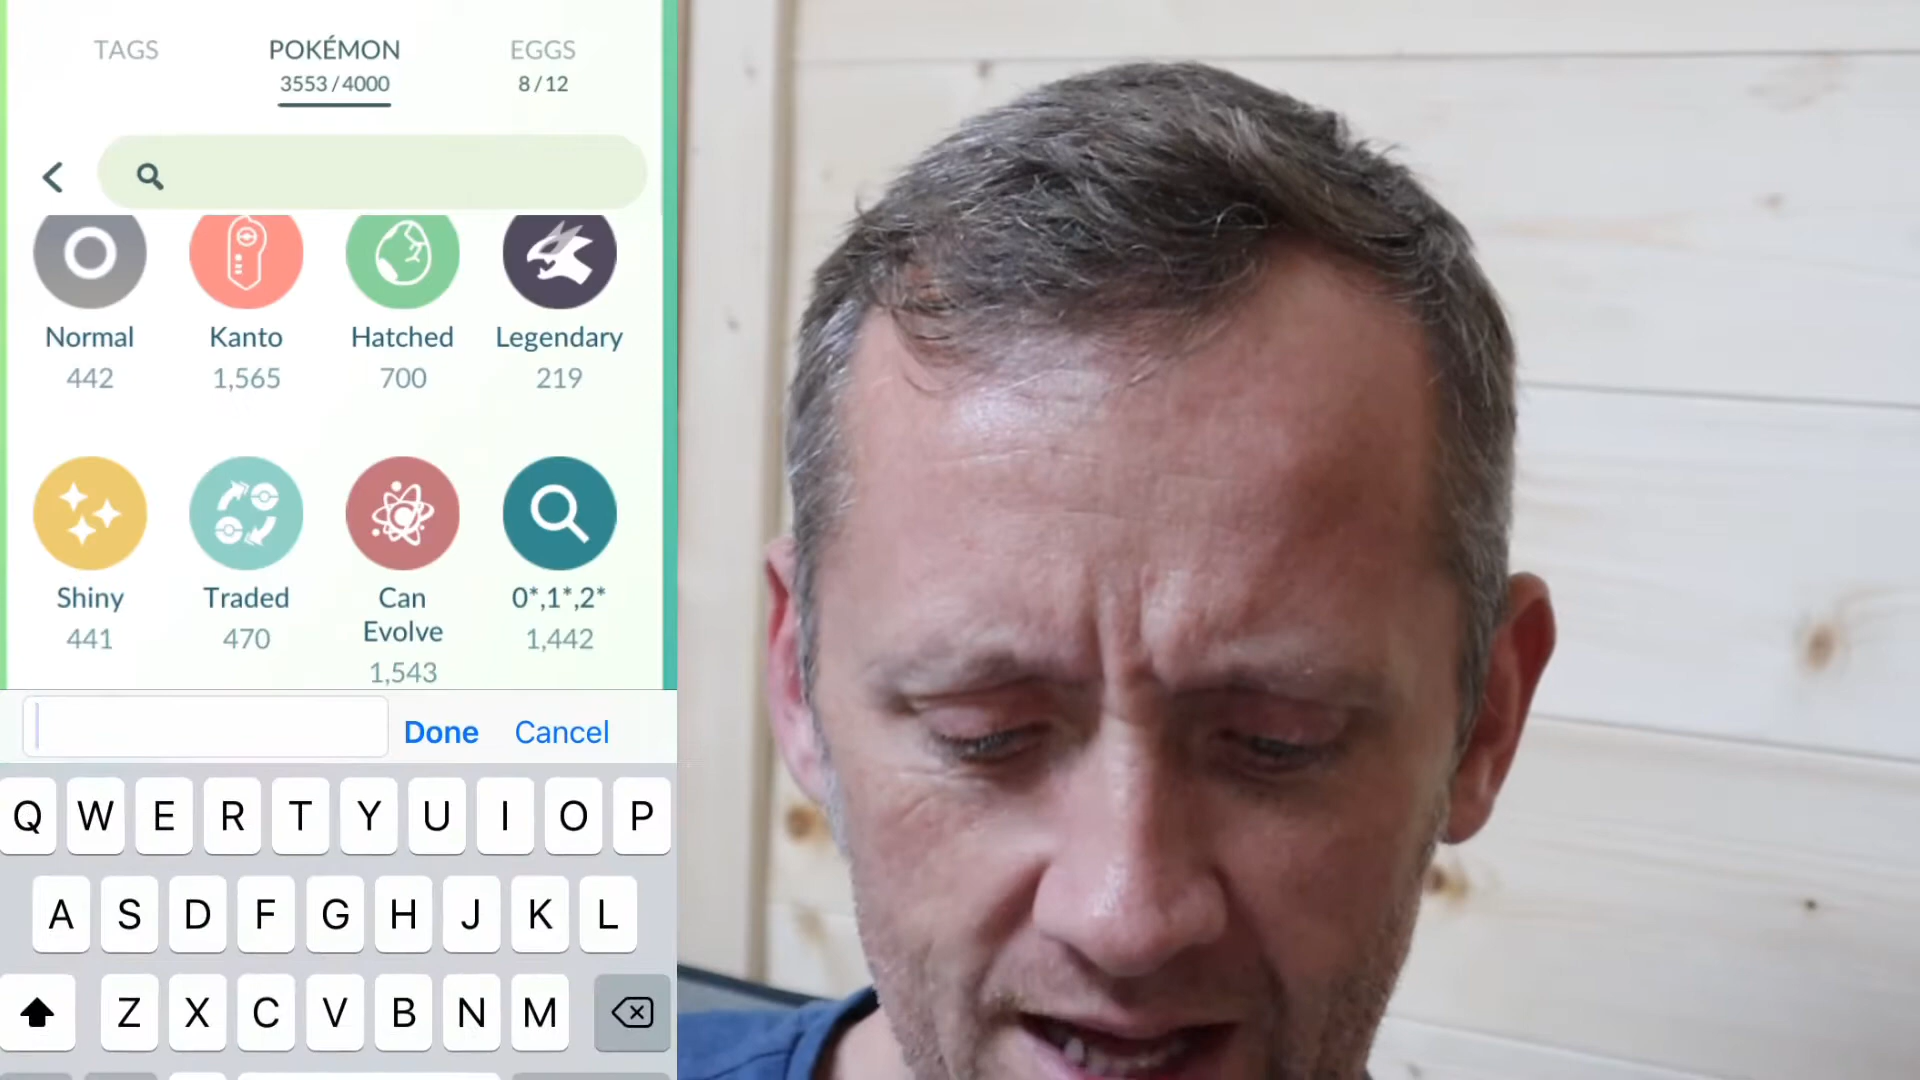 TAGS POKÉMON EGGS
3553/4000 8/12
Normal Kanto Hatched Legendary
442 1,565 700 219
Shiny Traded Can Evolve 0*,1*,2*
441 470 1,543 1,442
Done Cancel
Q W E R T Y U I O P
A S D F G H J K L
Z X C V B N M